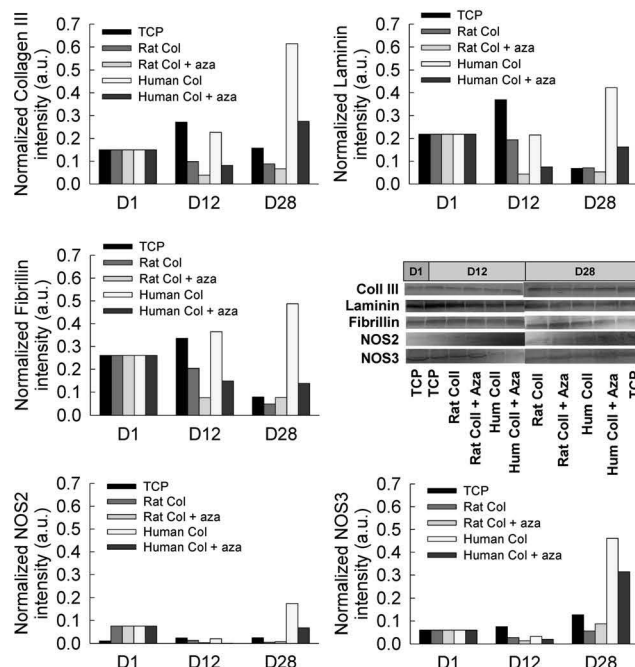 Normalized Collagen III
intensity (a.u.)
0.7
0.6
0.5
0.4
0.3
0.2
0.1
0.0
TCP
Rat Col
Rat Col + aza
Human Col
Human Col + aza
D1 D12 D28
Normalized Laminin
intensity (a.u.)
0.7
0.6
0.5
0.4
0.3
0.2
0.1
0.0
TCP
Rat Col
Rat Col + aza
Human Col
Human Col + aza
D1 D12 D28
Normalized Fibrillin
intensity (a.u.)
0.7
0.6
0.5
0.4
0.3
0.2
0.1
0.0
TCP
Rat Col
Rat Col + aza
Human Col
Human Col + aza
D1 D12 D28
D1 D12 D28
Coll III
Laminin
Fibrillin
NOS2
NOS3
TCP
TCP
Rat Coll
Rat Coll + Aza
Hum Coll
Hum Coll + Aza
Rat Coll
Rat Coll + Aza
Hum Coll
Hum Coll + Aza
TCP
Normalized NOS2
intensity (a.u.)
0.7
0.6
0.5
0.4
0.3
0.2
0.1
0.0
TCP
Rat Col
Rat Col + aza
Human Col
Human Col + aza
D1 D12 D28
Normalized NOS3
intensity (a.u.)
0.7
0.6
0.5
0.4
0.3
0.2
0.1
0.0
TCP
Rat Col
Rat Col + aza
Human Col
Human Col + aza
D1 D12 D28